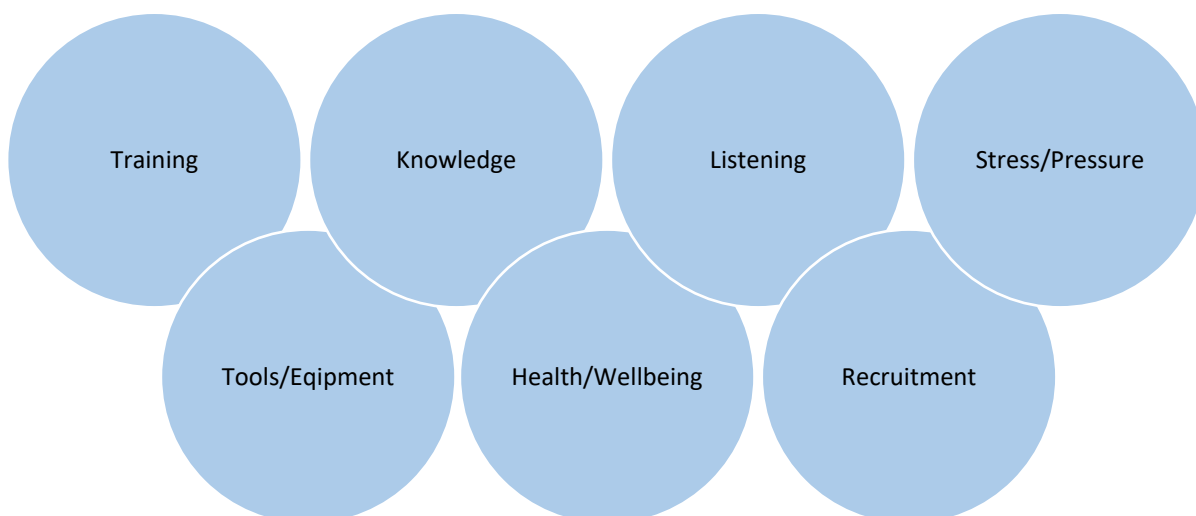 Training
Knowledge
Listening
Stress/Pressure
Tools/Eqipment
Health/Wellbeing
Recruitment